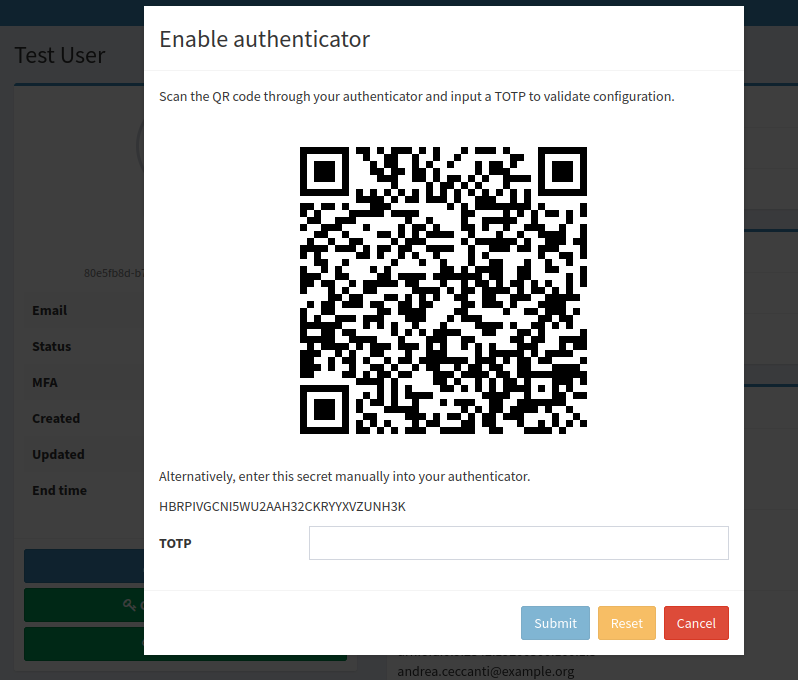 Enable authenticator
Test User
Scan the QR code through your authenticator and input a TOTP to validate configuration.
80e5fb8d-b7
Email
Status
MFA
Created
Updated
End time
Alternatively, enter this secret manually into your authenticator.
HBRPIVGCNI5WU2AAH32CKRYYXVZUNH3K
TOTP
Submit Reset Cancel
andrea.ceccanti@example.org